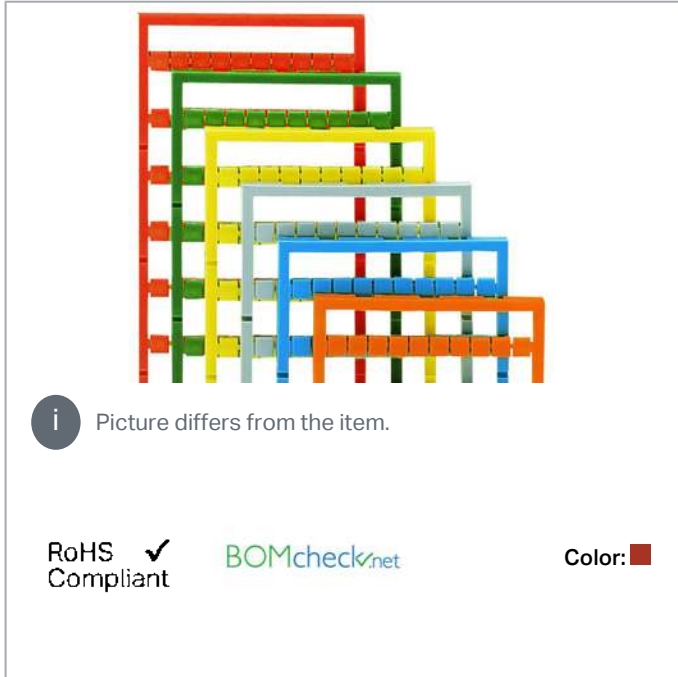 i Picture differs from the item.
RoHS ✓
Compliant
BOMcheck.net
Color: